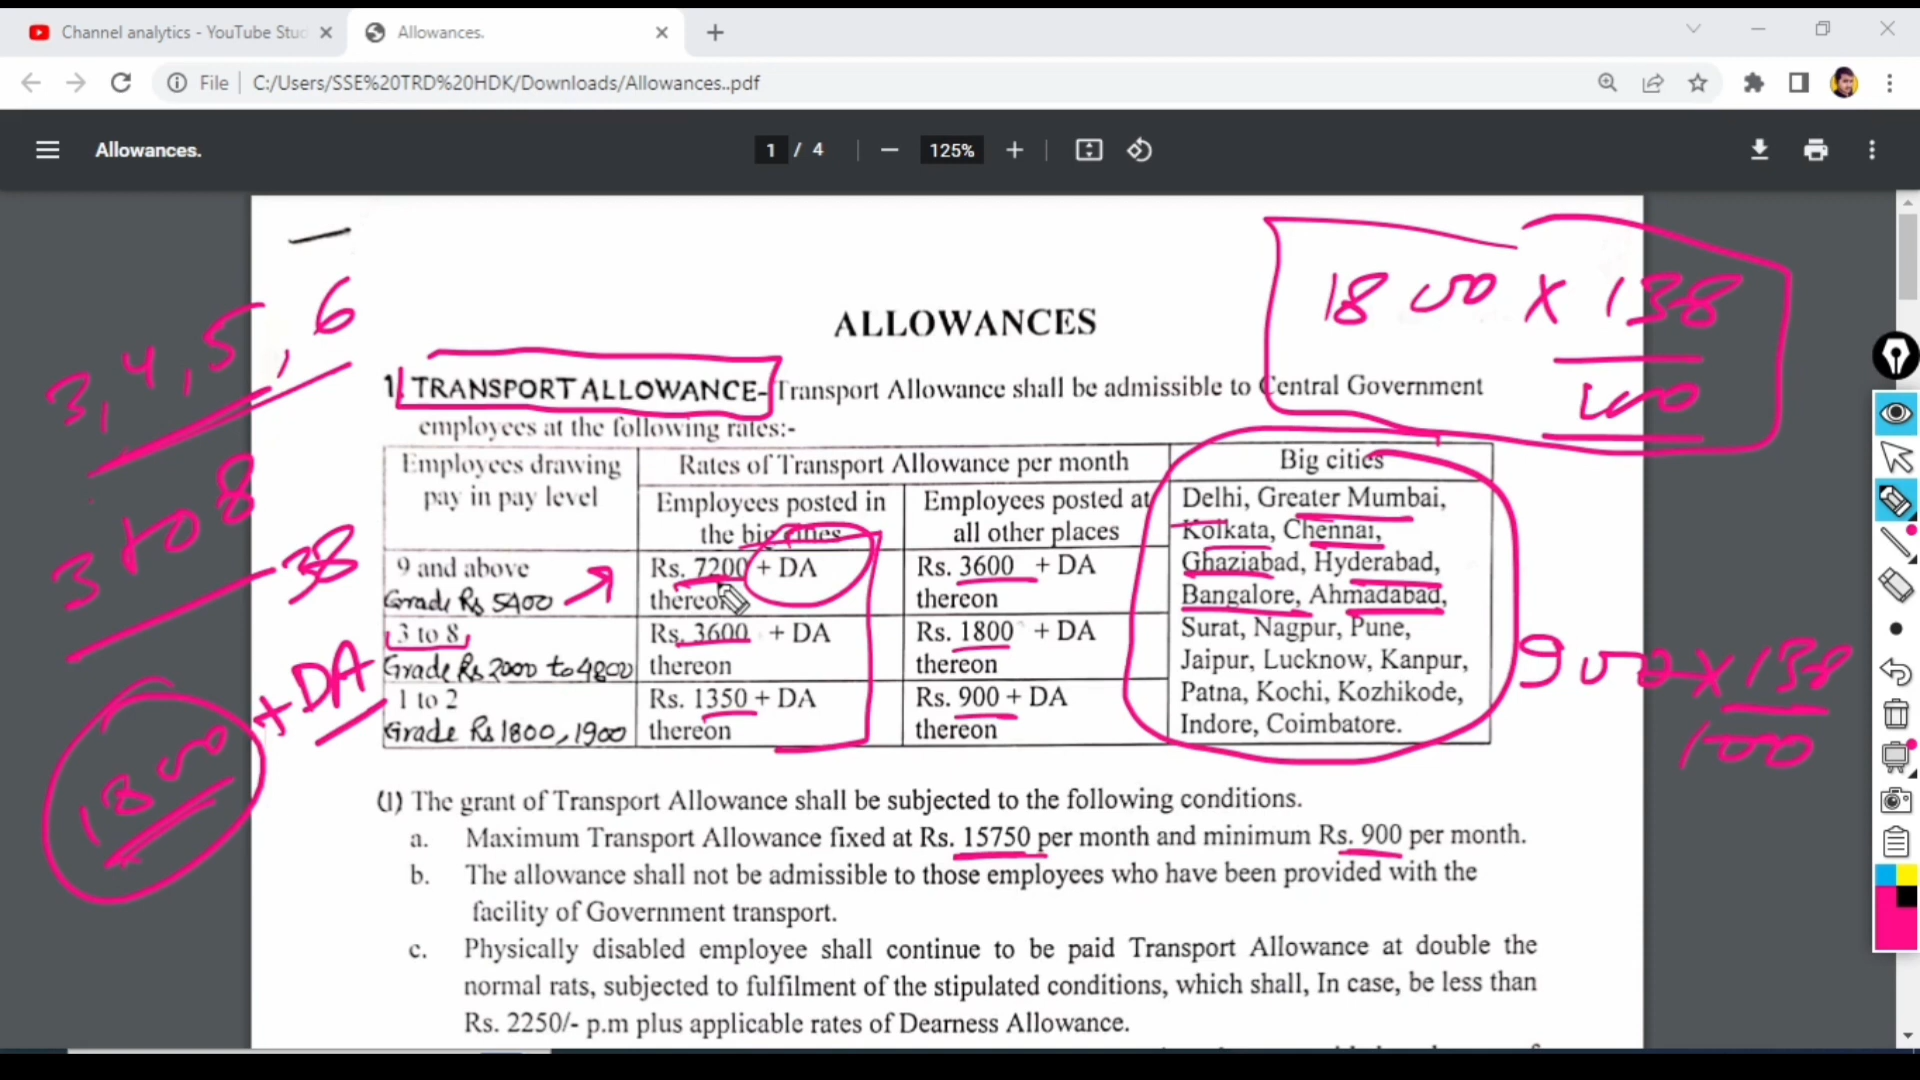 Channel analytics - YouTube Stud
Allowances.
File
C:/Users/SSE%20TRD%20HDK/Downloads/Allowances..pdf
Allowances.
1 / 4
125%
3, 4, 5, 6
1800 X 138
100
ALLOWANCES
1. TRANSPORT ALLOWANCE- Transport Allowance shall be admissible to Central Government
employees at the following rates:-
Employees drawing pay in pay level
Rates of Transport Allowance per month
Big cities
Employees posted in the big cities
Employees posted at all other places
9 and above
Grade Rs 5400
Rs. 7200 + DA thereon
Rs. 3600 + DA thereon
3 to 8
Grade Rs 2000 to 4800
Rs. 3600 + DA thereon
Rs. 1800 + DA thereon
1 to 2
Grade Rs 1800, 1900
Rs. 1350 + DA thereon
Rs. 900 + DA thereon
Delhi, Greater Mumbai,
Kolkata, Chennai,
Ghaziabad, Hyderabad,
Bangalore, Ahmadabad,
Surat, Nagpur, Pune,
Jaipur, Lucknow, Kanpur,
Patna, Kochi, Kozhikode,
Indore, Coimbatore.
3 to 8
38
1800 + DA
900 X 138
100
(1) The grant of Transport Allowance shall be subjected to the following conditions.
a. Maximum Transport Allowance fixed at Rs. 15750 per month and minimum Rs. 900 per month.
b. The allowance shall not be admissible to those employees who have been provided with the
facility of Government transport.
c. Physically disabled employee shall continue to be paid Transport Allowance at double the
normal rats, subjected to fulfilment of the stipulated conditions, which shall, In case, be less than
Rs. 2250/- p.m plus applicable rates of Dearness Allowance.